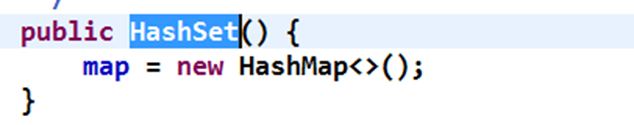 public HashSet() {
map = new HashMap<>();
}